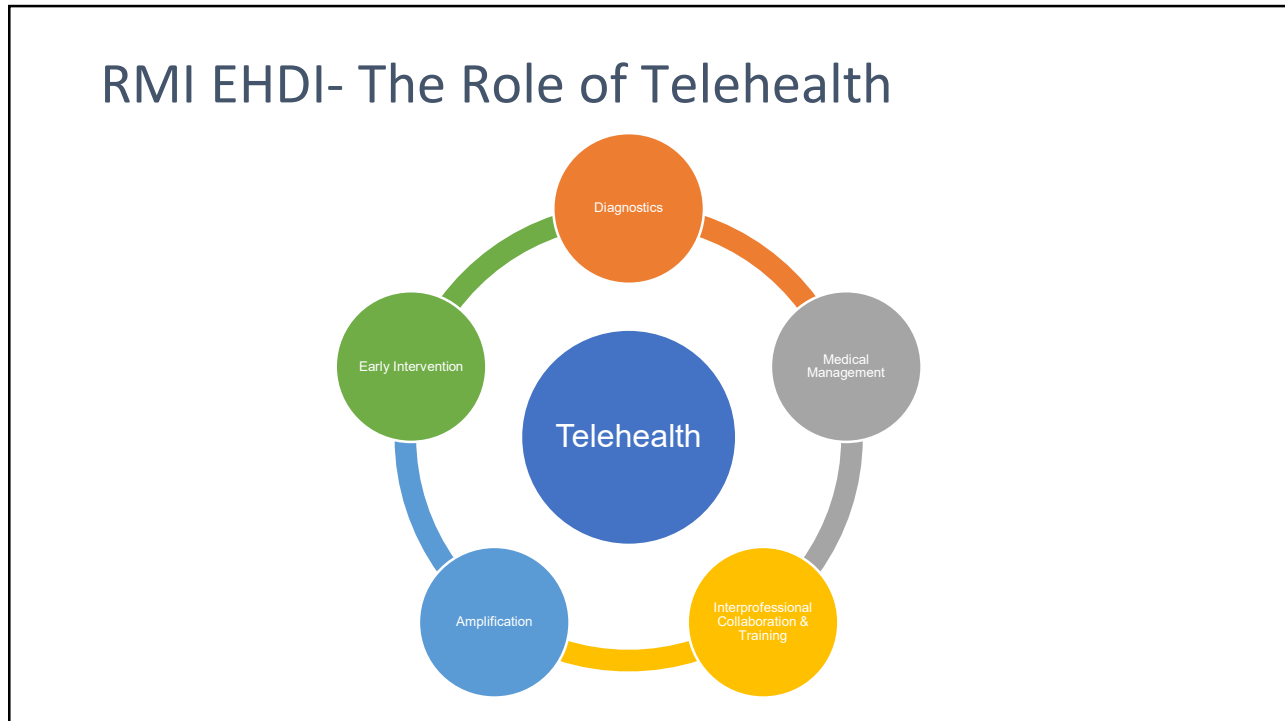 RMI EHDI- The Role of Telehealth
Diagnostics
Medical
Management
Interprofessional
Collaboration &
Training
Amplification
Early Intervention
Telehealth